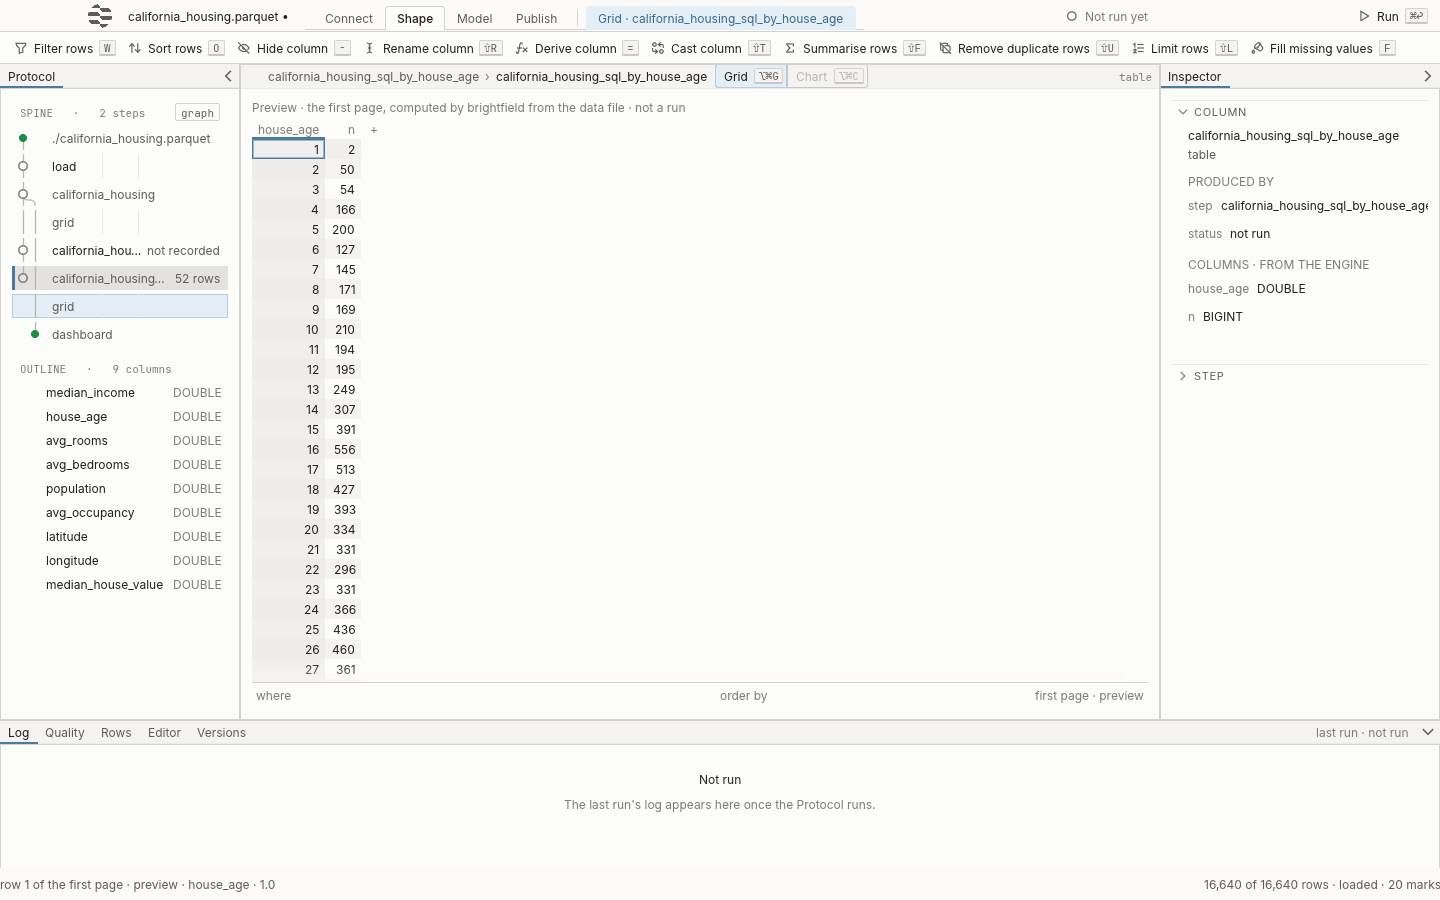 california_housing.parquet •
Connect Shape Model Publish
Grid · california_housing_sql_by_house_age
Not run yet
Run ⌘↵
Filter rows W Sort rows O Hide column - Rename column ⇧R Derive column = Cast column ⇧T Summarise rows ⇧F Remove duplicate rows ⇧U Limit rows ⇧L Fill missing values F
Protocol
SPINE · 2 steps graph
./california_housing.parquet
load
california_housing
grid
california_hou... not recorded
california_housing... 52 rows
grid
dashboard
OUTLINE · 9 columns
median_income DOUBLE
house_age DOUBLE
avg_rooms DOUBLE
avg_bedrooms DOUBLE
population DOUBLE
avg_occupancy DOUBLE
latitude DOUBLE
longitude DOUBLE
median_house_value DOUBLE
california_housing_sql_by_house_age › california_housing_sql_by_house_age Grid ⌥⌘G Chart ⌥⌘C table
Preview · the first page, computed by brightfield from the data file · not a run
house_age n +
1 2
2 50
3 54
4 166
5 200
6 127
7 145
8 171
9 169
10 210
11 194
12 195
13 249
14 307
15 391
16 556
17 513
18 427
19 393
20 334
21 331
22 296
23 331
24 366
25 436
26 460
27 361
where order by first page · preview
Inspector
COLUMN
california_housing_sql_by_house_age
table
PRODUCED BY
step california_housing_sql_by_house_age
status not run
COLUMNS · FROM THE ENGINE
house_age DOUBLE
n BIGINT
STEP
Log Quality Rows Editor Versions last run · not run
Not run
The last run's log appears here once the Protocol runs.
row 1 of the first page · preview · house_age · 1.0
16,640 of 16,640 rows · loaded · 20 marks